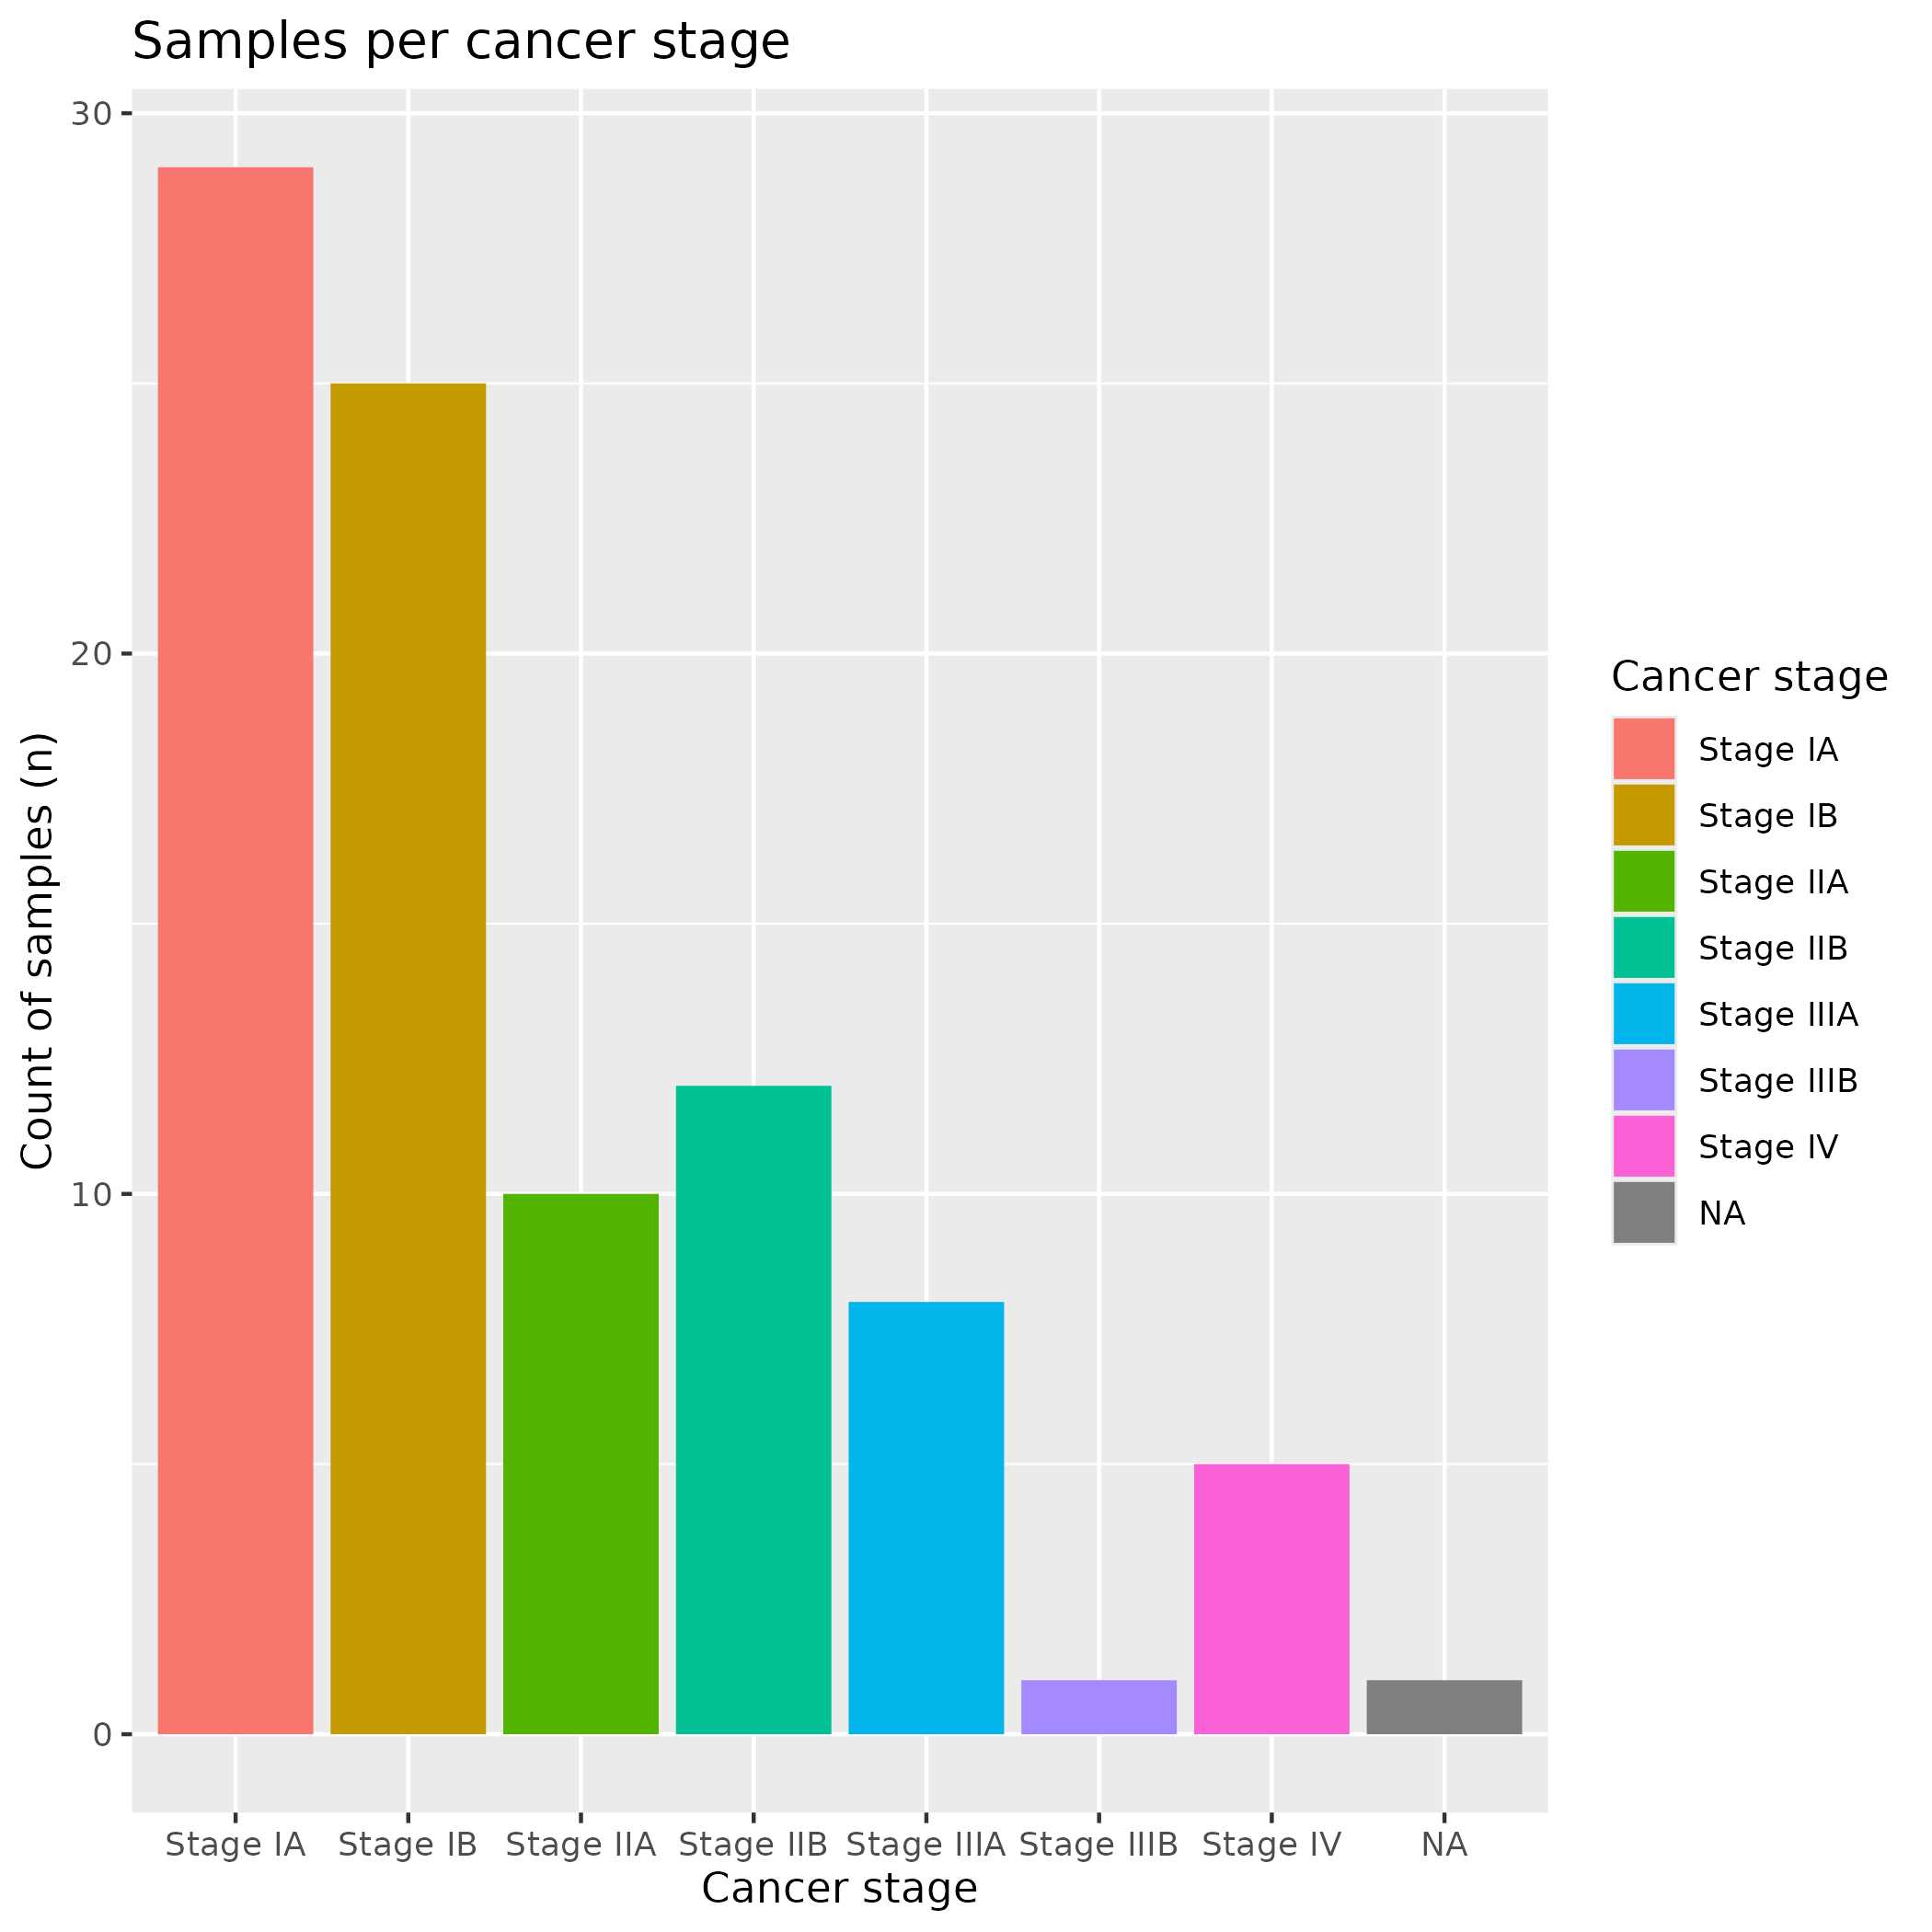 Samples per cancer stage
30
20
10
0
Count of samples (n)
Stage IA Stage IB Stage IIA Stage IIB Stage IIIA Stage IIIB Stage IV NA
Cancer stage
Cancer stage
Stage IA
Stage IB
Stage IIA
Stage IIB
Stage IIIA
Stage IIIB
Stage IV
NA